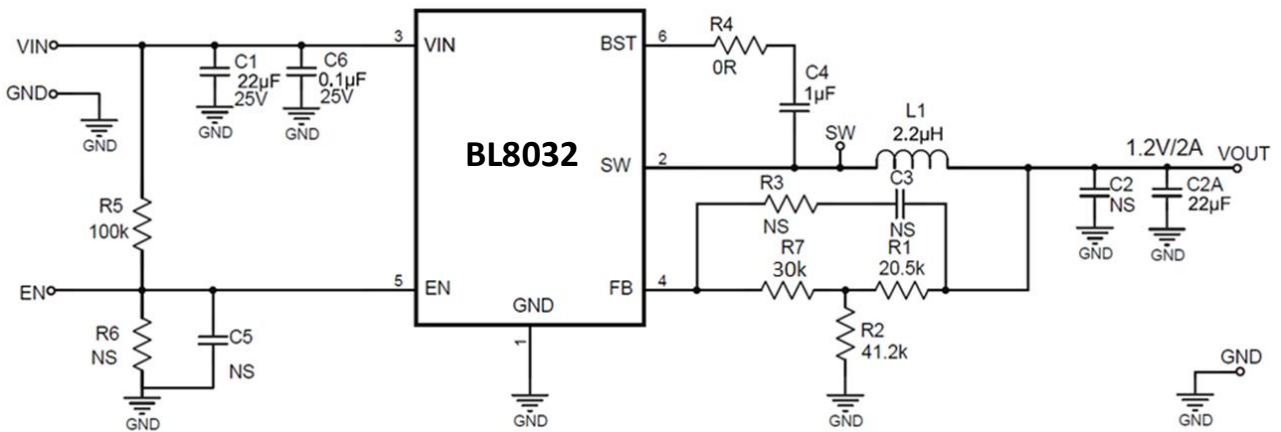 VIN
GND
GND
C1
22µF
25V
GND
C6
0.1µF
25V
GND
3
VIN
BL8032
BST
6
R4
0R
C4
1µF
SW
2
SW
L1
2.2µH
1.2V/2A
VOUT
C2
NS
GND
C2A
22µF
GND
R3
NS
C3
NS
R7
30k
R1
20.5k
FB
4
R2
41.2k
GND
R5
100k
EN
5
EN
R6
NS
C5
NS
GND
GND
1
GND
GND
GND